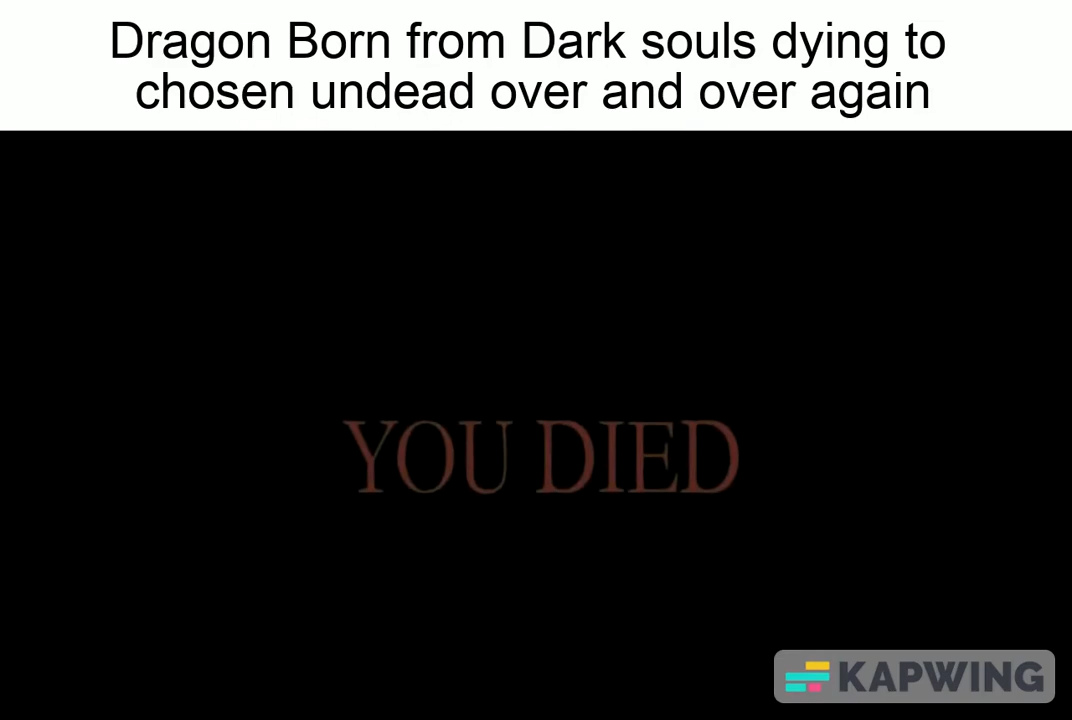 Dragon Born from Dark souls dying to
chosen undead over and over again
YOU DIED
KAPWING